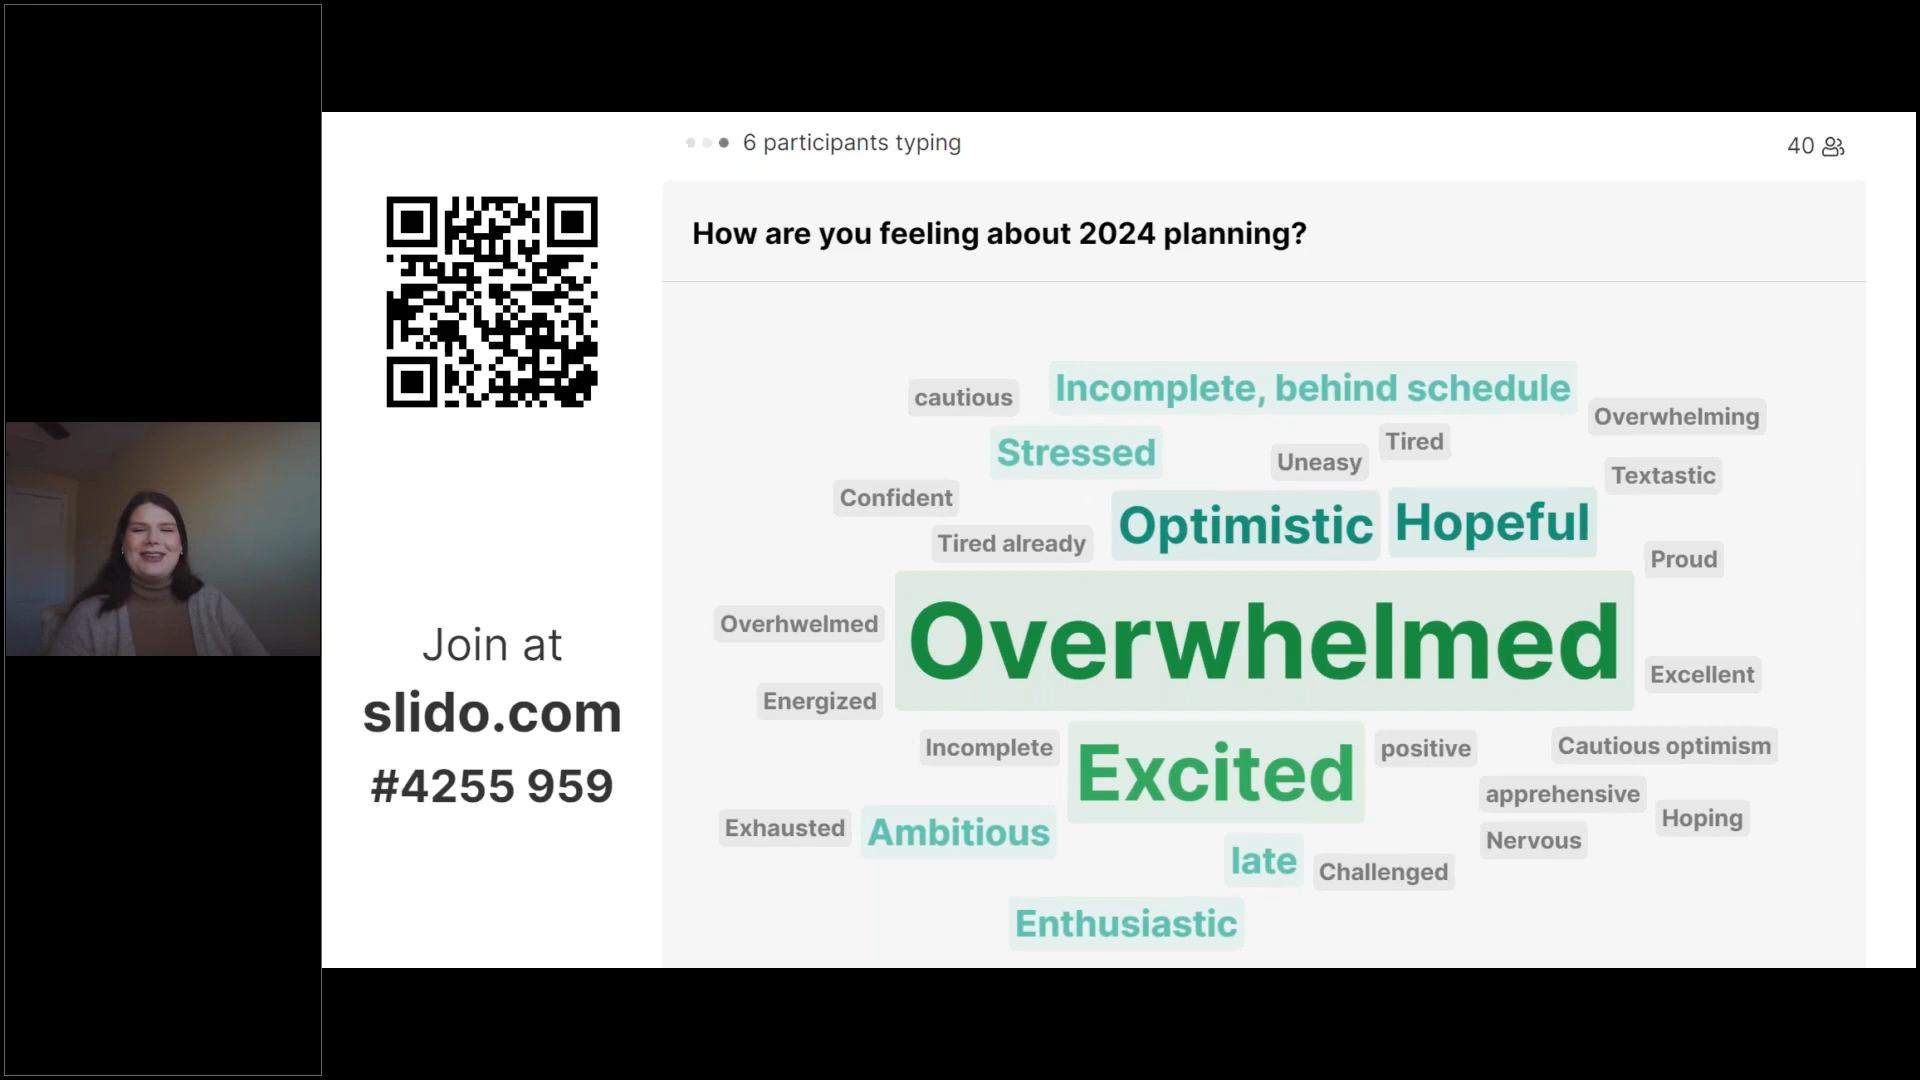 6 participants typing
40
How are you feeling about 2024 planning?
Join at
slido.com
#4255 959
cautious
Incomplete, behind schedule
Overwhelming
Stressed
Uneasy
Tired
Textastic
Confident
Tired already
Optimistic
Hopeful
Proud
Overhwelmed
Overwhelmed
Excellent
Energized
Incomplete
Excited
positive
Cautious optimism
apprehensive
Hoping
Exhausted
Ambitious
Nervous
late
Challenged
Enthusiastic